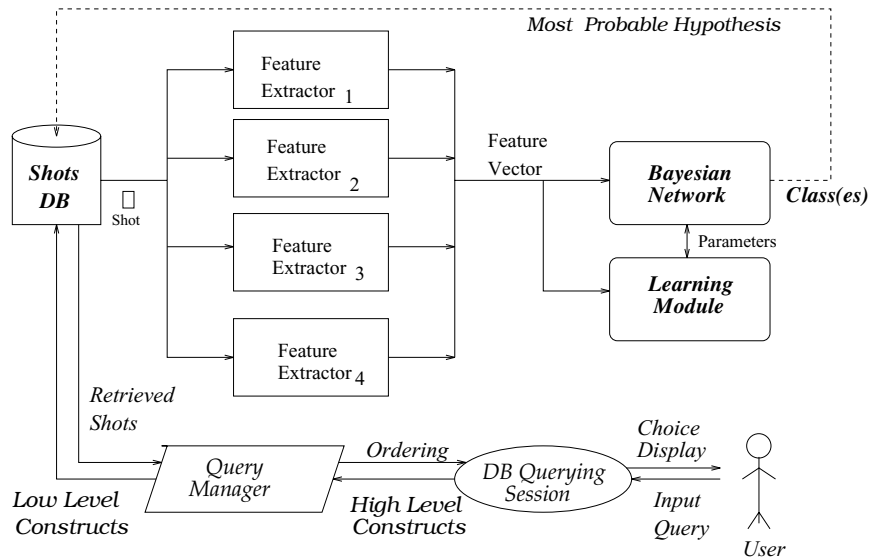 Most Probable Hypothesis
Feature
Extractor 1
Feature
Extractor 2
Feature
Extractor 3
Feature
Extractor 4
Shots
DB
Shot
Feature
Vector
Bayesian
Network
Class(es)
Parameters
Learning
Module
Retrieved
Shots
Query
Manager
Ordering
DB Querying
Session
Choice
Display
Low Level
Constructs
High Level
Constructs
Input
Query
User